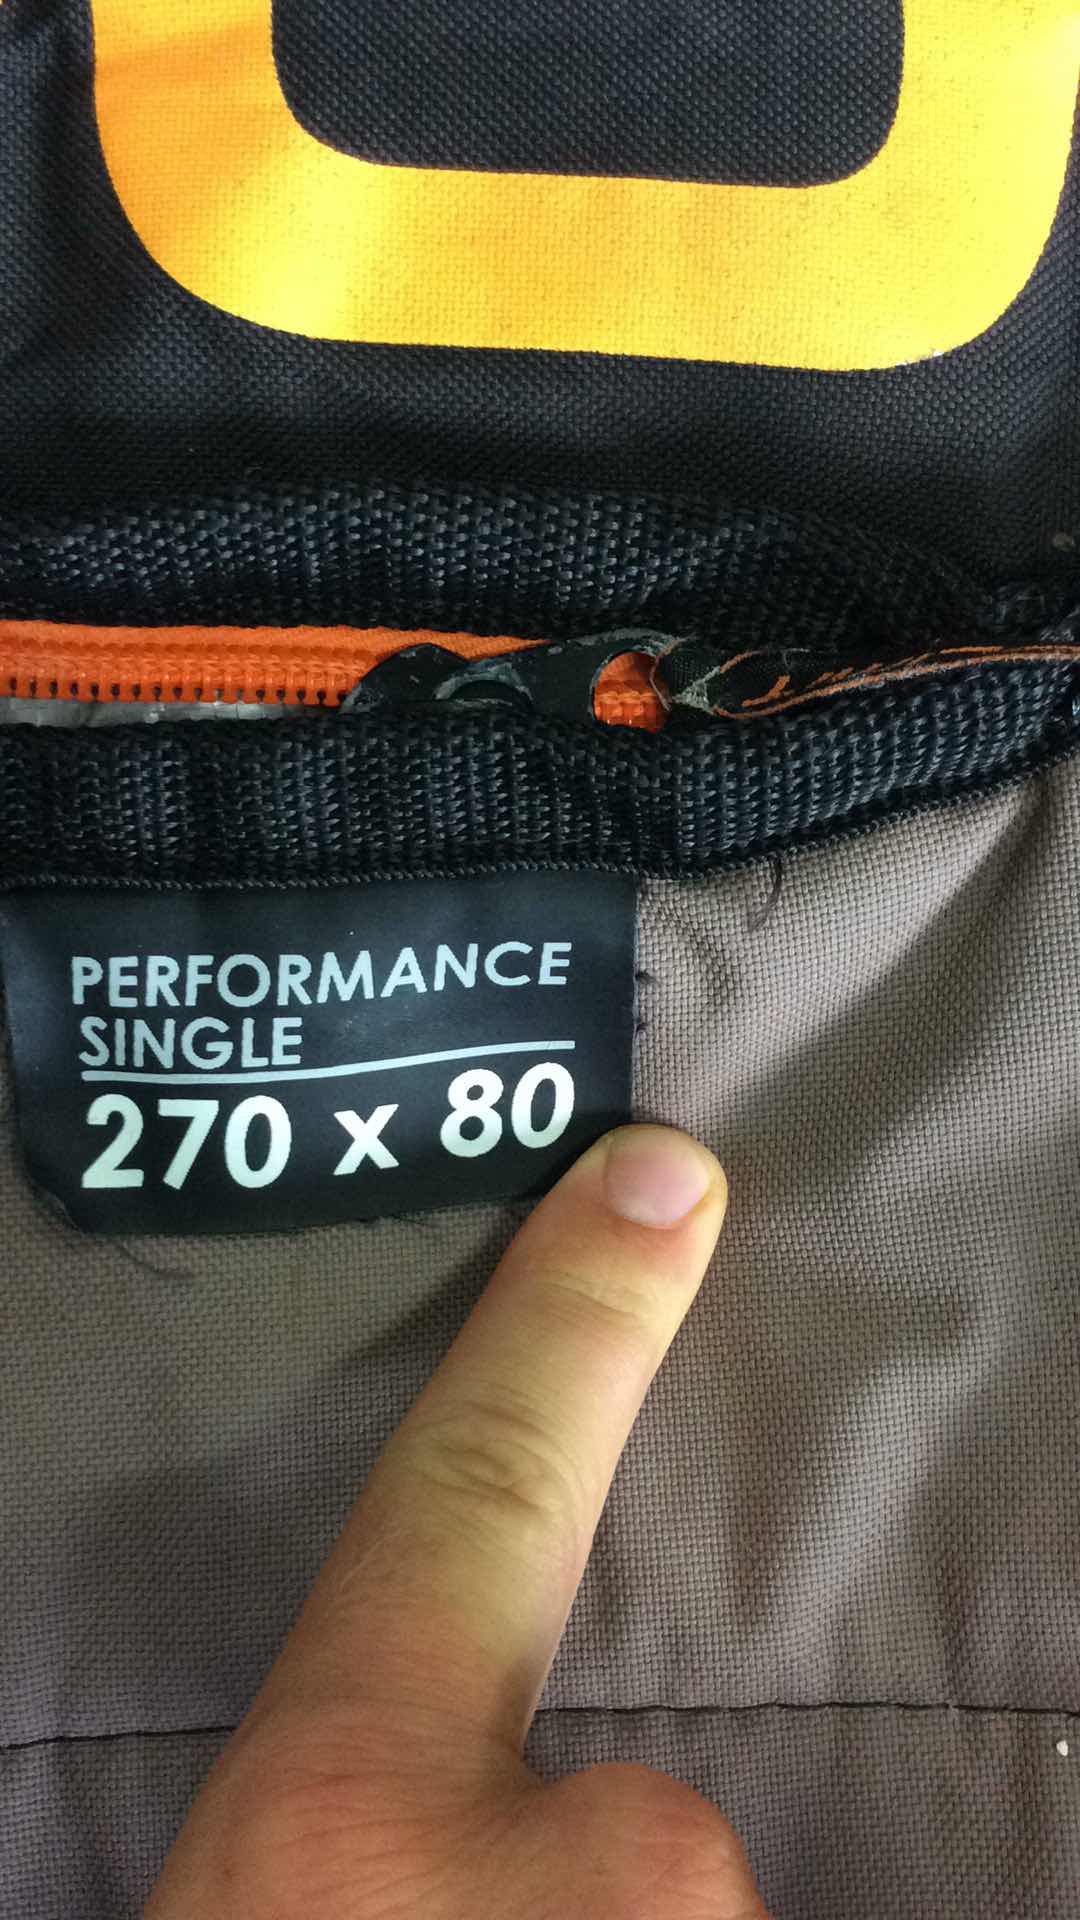 PERFORMANCE
SINGLE
270 x 80